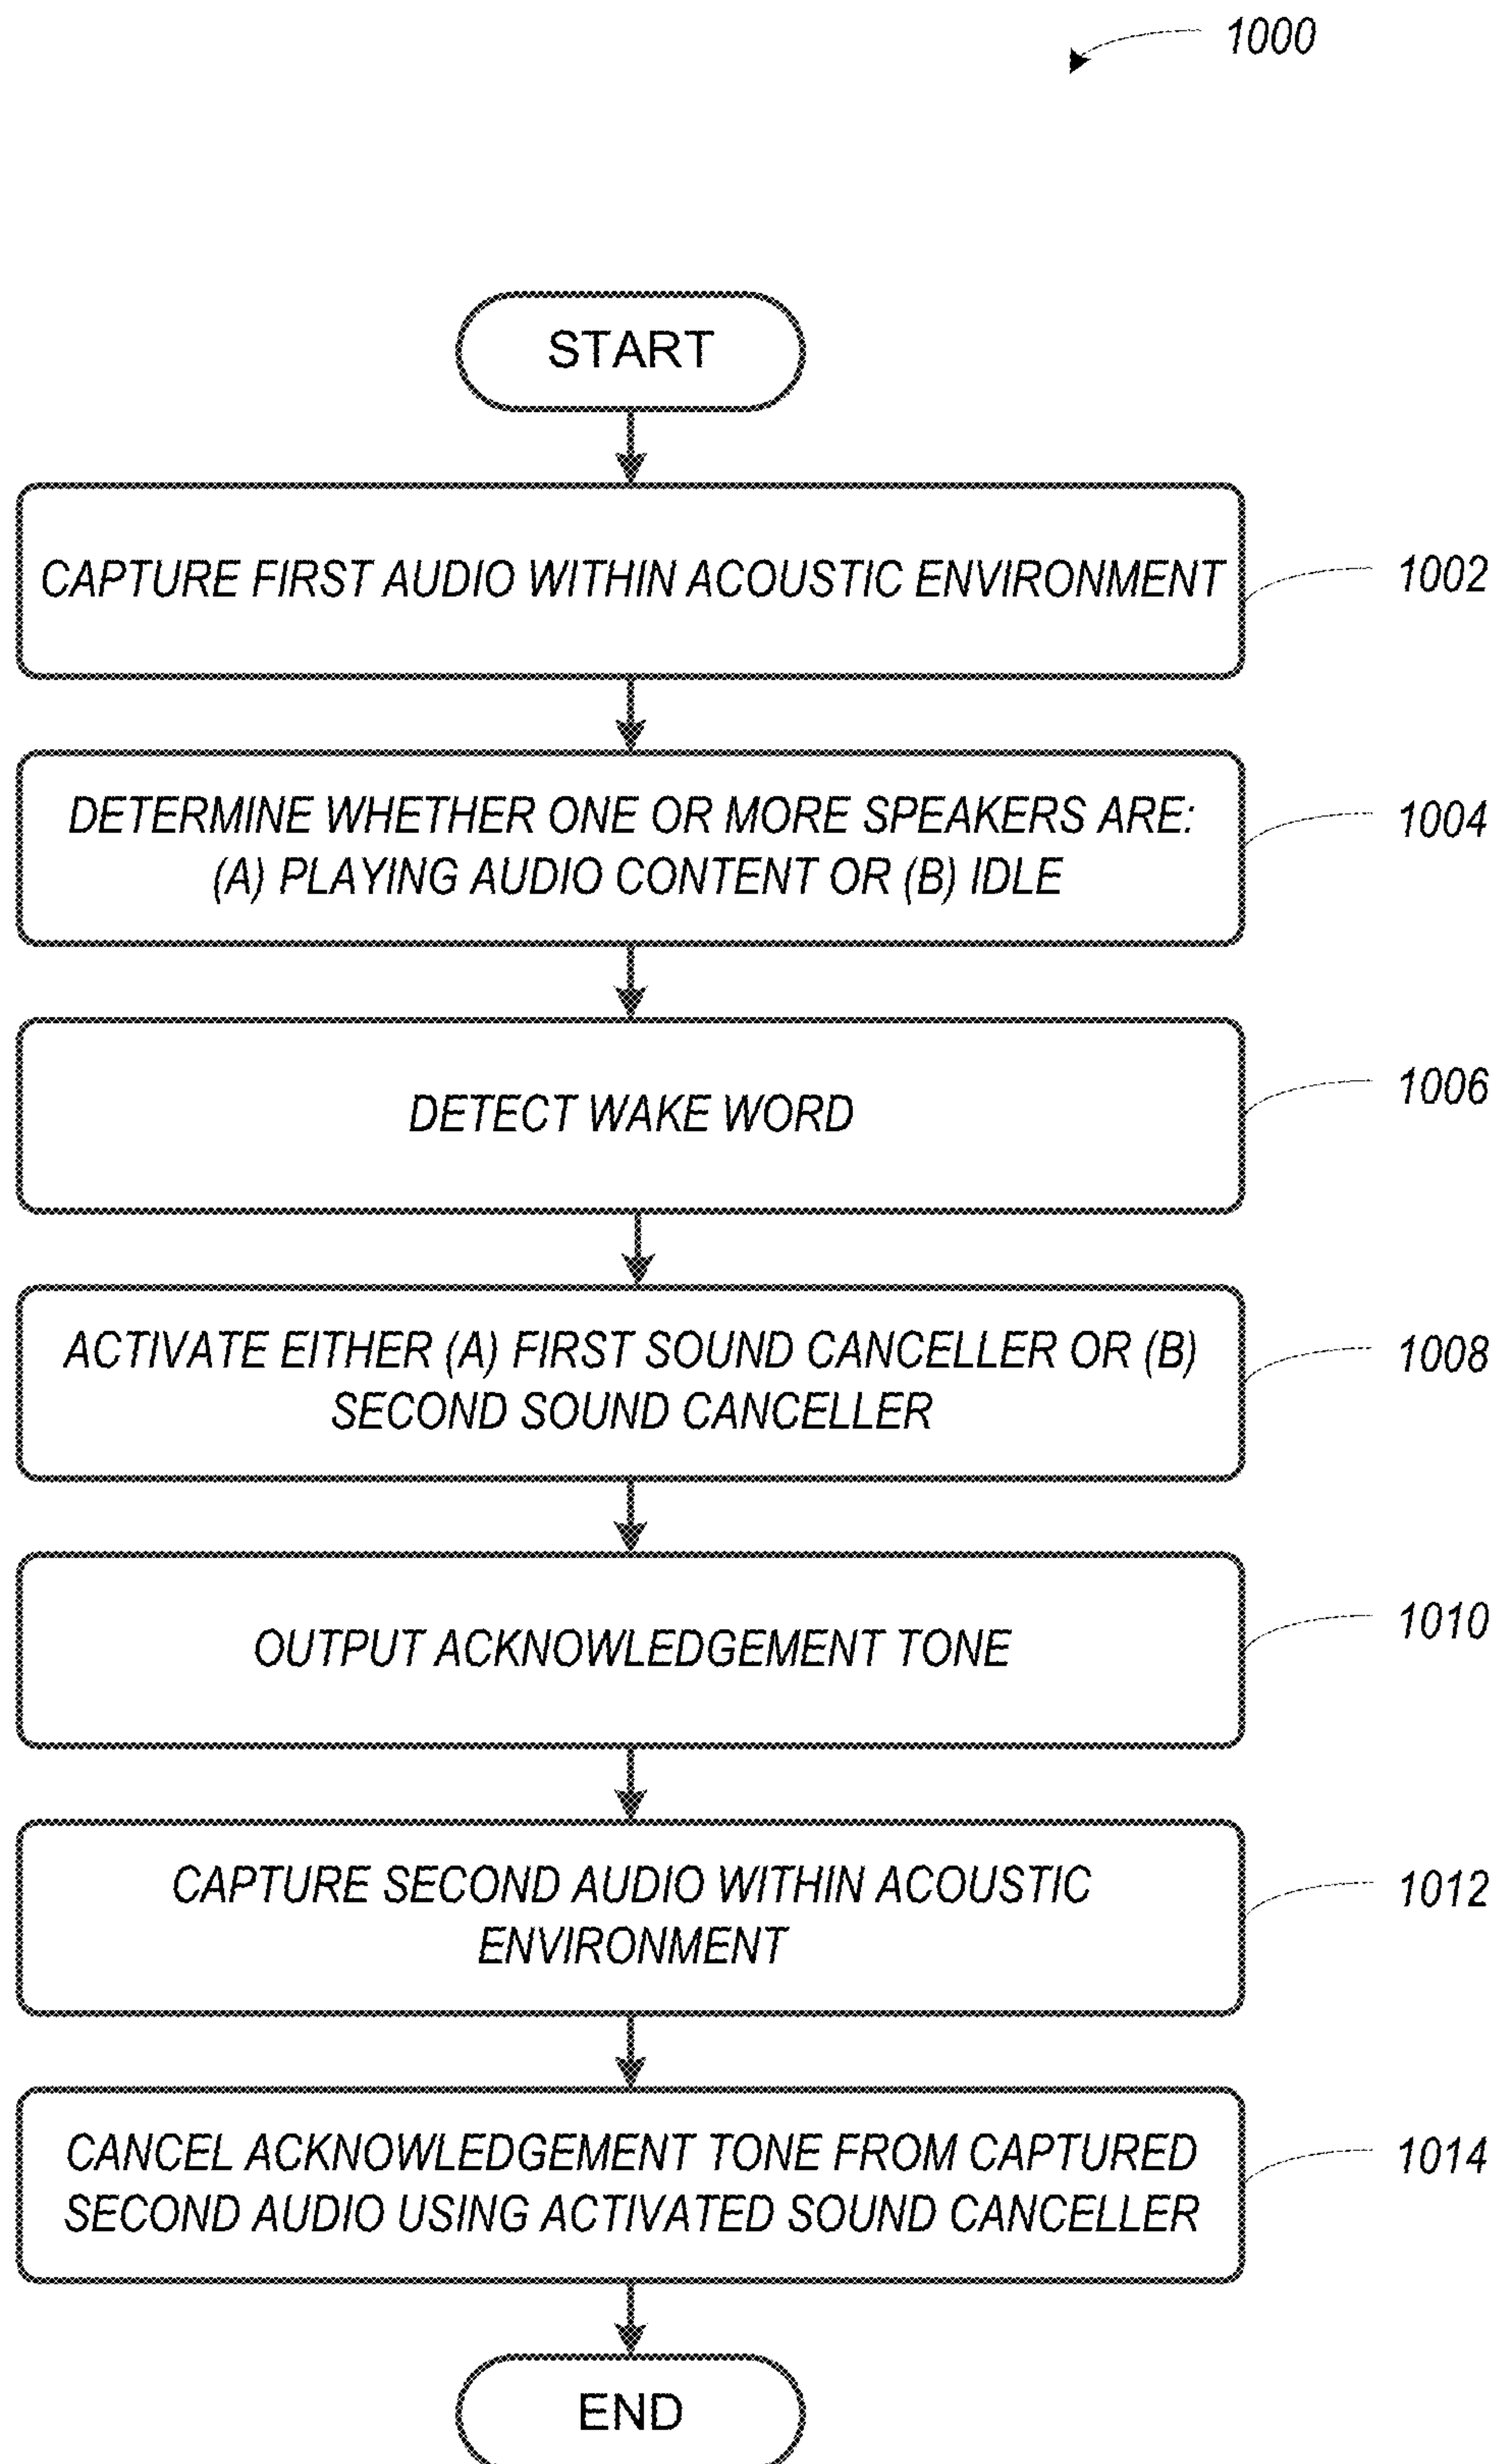 1000
START
CAPTURE FIRST AUDIO WITHIN ACOUSTIC ENVIRONMENT
1002
DETERMINE WHETHER ONE OR MORE SPEAKERS ARE:
(A) PLAYING AUDIO CONTENT OR (B) IDLE
1004
DETECT WAKE WORD
1006
ACTIVATE EITHER (A) FIRST SOUND CANCELLER OR (B)
SECOND SOUND CANCELLER
1008
OUTPUT ACKNOWLEDGEMENT TONE
1010
CAPTURE SECOND AUDIO WITHIN ACOUSTIC
ENVIRONMENT
1012
CANCEL ACKNOWLEDGEMENT TONE FROM CAPTURED
SECOND AUDIO USING ACTIVATED SOUND CANCELLER
1014
END